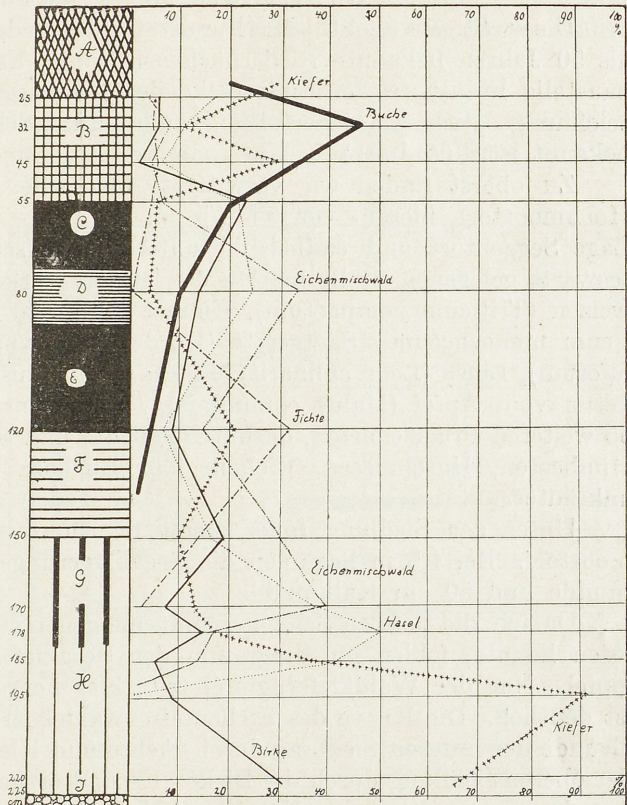 10 20 30 40 50 60 70 80 90 100 %
A
Kiefer
25
Buche
B
32
45
55
C
Eichenmischwald
D
80
E
Fichte
120
F
150
Eichenmischwald
G
170
Hasel
178
185
H
195
Kiefer
Birke
220
J
225
cm
10 20 30 40 50 60 70 80 90 100 %